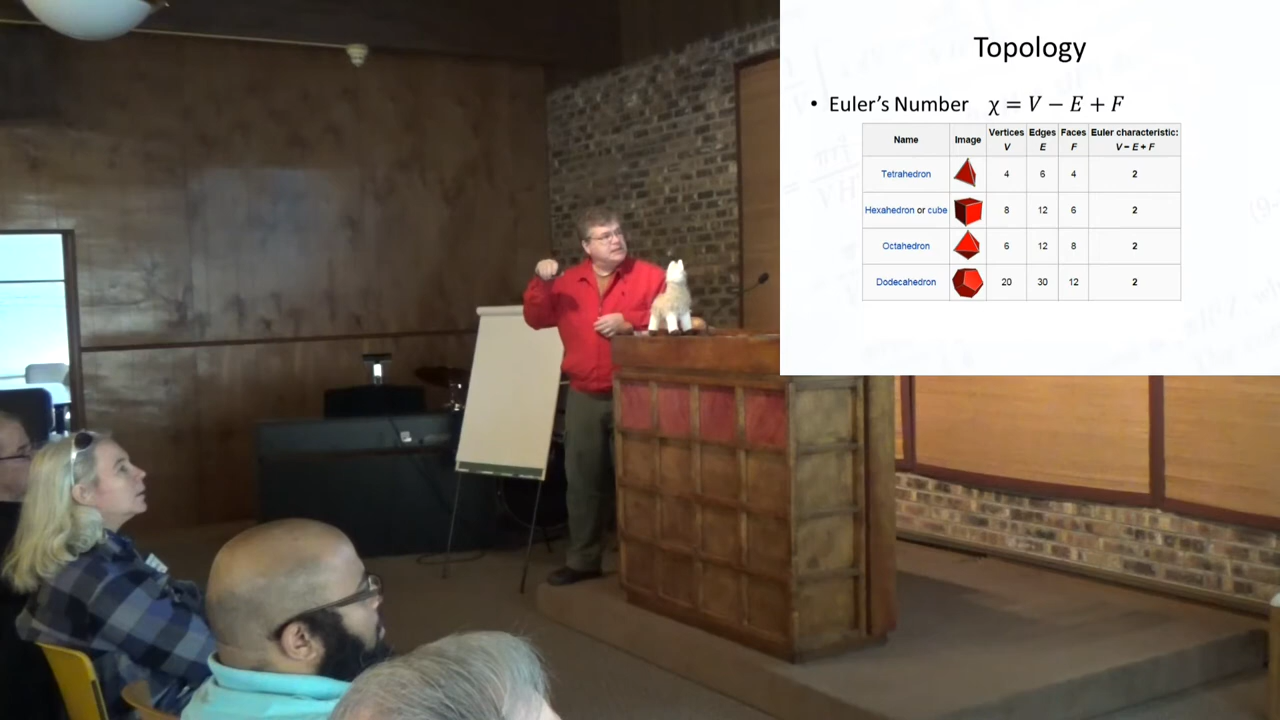 Topology
• Euler's Number χ = V − E + F
Name Image Vertices V Edges E Faces F Euler characteristic: V − E + F
Tetrahedron 4 6 4 2
Hexahedron or cube 8 12 6 2
Octahedron 6 12 8 2
Dodecahedron 20 30 12 2